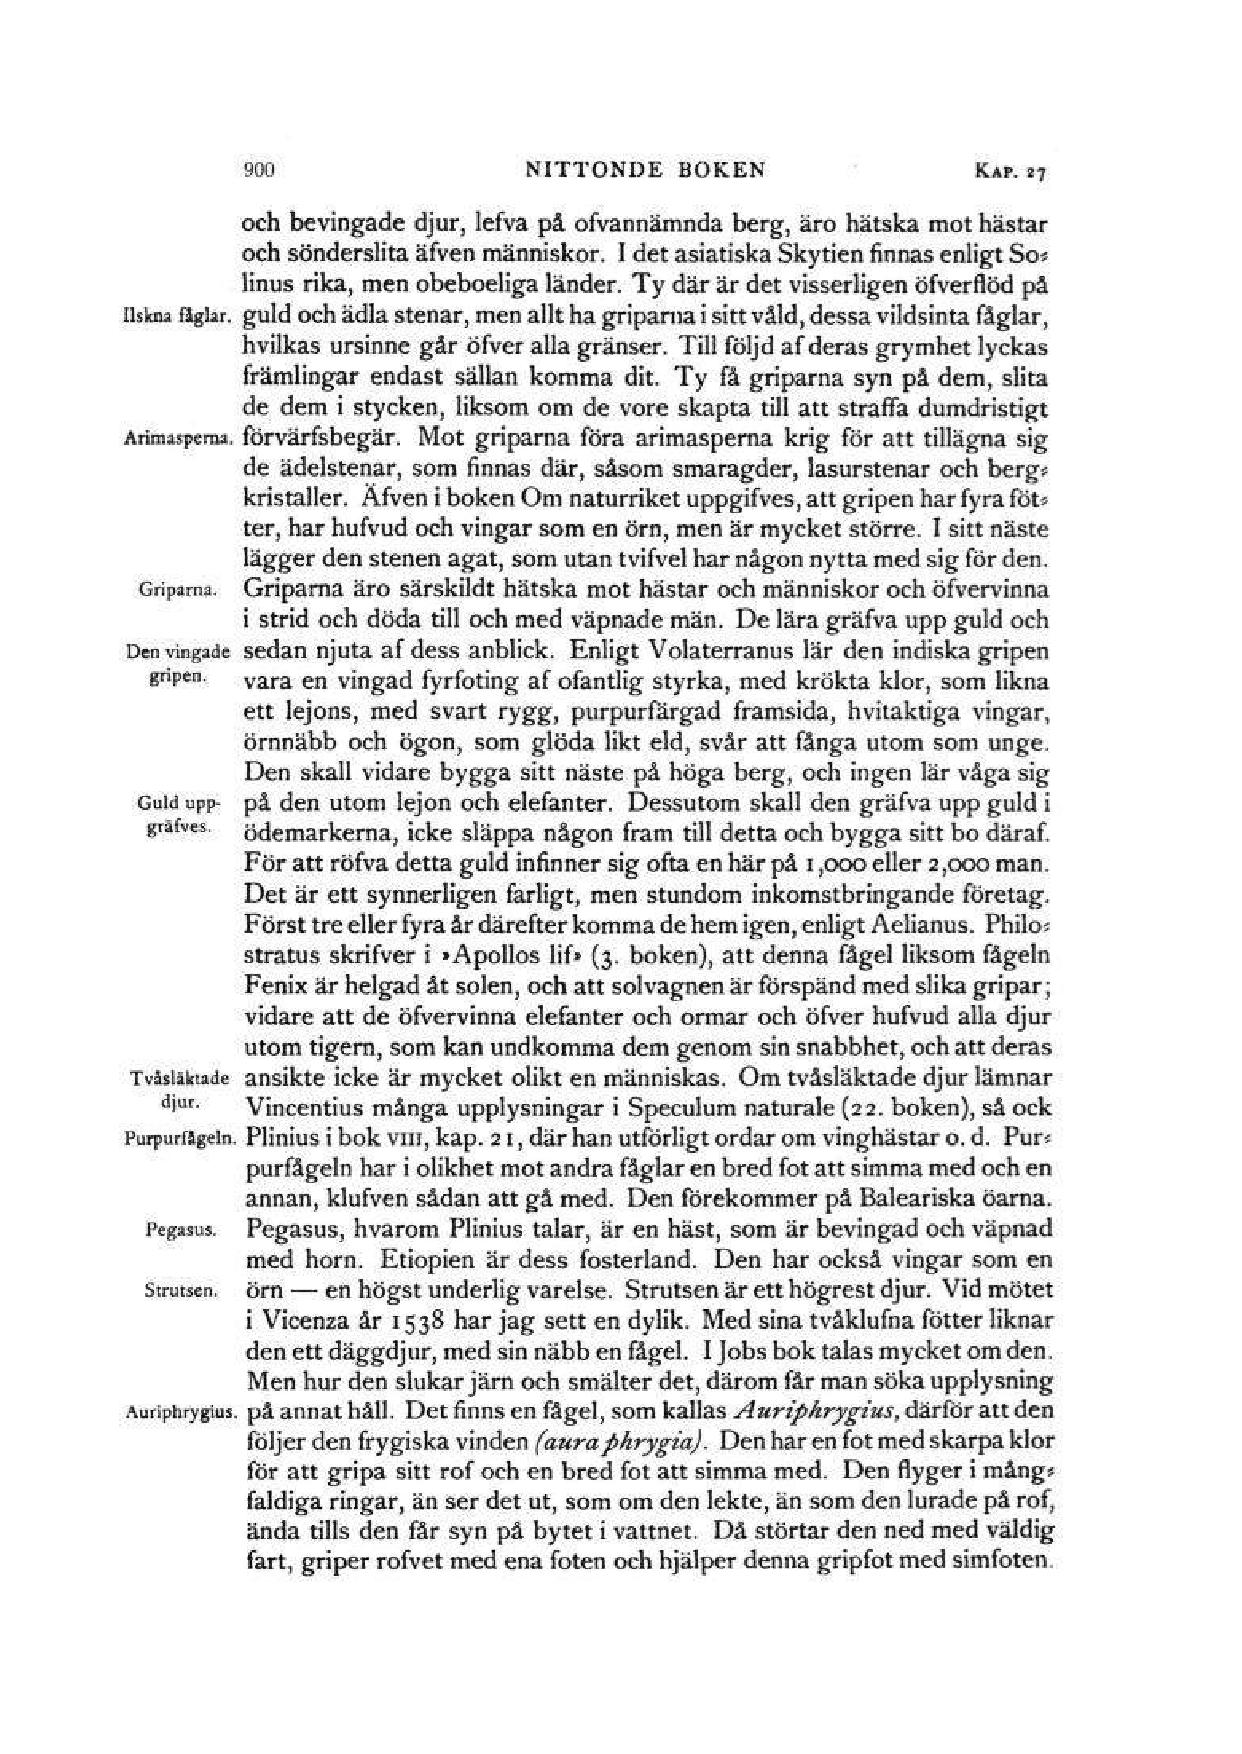 900 NITTONDE BOKEN KAP. 27
och bevingade djur, lefva på ofvannämnda berg, äro hätska mot hästar
och sönderslita äfven människor. I det asiatiska Skytien finnas enligt So-
linus rika, men obeboeliga länder. Ty där är det visserligen öfverflöd på
Ilskna fåglar. guld och ädla stenar, men allt ha griparna i sitt våld, dessa vildsinta fåglar,
hvilkas ursinne går öfver alla gränser. Till följd af deras grymhet lyckas
främlingar endast sällan komma dit. Ty få griparna syn på dem, slita
de dem i stycken, liksom om de vore skapta till att straffa dumdristigt
Arimasperna. förvärfsbegär. Mot griparna föra arimasperna krig för att tillägna sig
de ädelstenar, som finnas där, såsom smaragder, lasurstenar och berg-
kristaller. Äfven i boken Om naturriket uppgifves, att gripen har fyra föt-
ter, har hufvud och vingar som en örn, men är mycket större. I sitt näste
lägger den stenen agat, som utan tvifvel har någon nytta med sig för den.
Griparna. Griparna äro särskildt hätska mot hästar och människor och öfvervinna
i strid och döda till och med väpnade män. De lära gräfva upp guld och
Den vingade sedan njuta af dess anblick. Enligt Volaterranus lär den indiska gripen
gripen. vara en vingad fyrfoting af ofantlig styrka, med krökta klor, som likna
ett lejons, med svart rygg, purpurfärgad framsida, hvitaktiga vingar,
örnnäbb och ögon, som glöda likt eld, svår att fånga utom som unge.
Den skall vidare bygga sitt näste på höga berg, och ingen lär våga sig
Guld upp- på den utom lejon och elefanter. Dessutom skall den gräfva upp guld i
gräfves. ödemarkerna, icke släppa någon fram till detta och bygga sitt bo däraf.
För att röfva detta guld infinner sig ofta en här på 1,000 eller 2,000 man.
Det är ett synnerligen farligt, men stundom inkomstbringande företag.
Först tre eller fyra år därefter komma de hem igen, enligt Aelianus. Philo-
stratus skrifver i »Apollos lif» (3. boken), att denna fågel liksom fågeln
Fenix är helgad åt solen, och att solvagnen är förspänd med slika gripar;
vidare att de öfvervinna elefanter och ormar och öfver hufvud alla djur
utom tigern, som kan undkomma dem genom sin snabbhet, och att deras
Tvåsläktade ansikte icke är mycket olikt en människas. Om tvåsläktade djur lämnar
djur. Vincentius många upplysningar i Speculum naturale (22. boken), så ock
Purpurfågeln. Plinius i bok VIII, kap. 21, där han utförligt ordar om vinghästar o. d. Pur-
purfågeln har i olikhet mot andra fåglar en bred fot att simma med och en
annan, klufven sådan att gå med. Den förekommer på Baleariska öarna.
Pegasus. Pegasus, hvarom Plinius talar, är en häst, som är bevingad och väpnad
med horn. Etiopien är dess fosterland. Den har också vingar som en
Strutsen. örn — en högst underlig varelse. Strutsen är ett högrest djur. Vid mötet
i Vicenza år 1538 har jag sett en dylik. Med sina tvåklufna fötter liknar
den ett däggdjur, med sin näbb en fågel. I Jobs bok talas mycket om den.
Men hur den slukar järn och smälter det, därom får man söka upplysning
Auriphrygius. på annat håll. Det finns en fågel, som kallas Auriphrygius, därför att den
följer den frygiska vinden (aura phrygia). Den har en fot med skarpa klor
för att gripa sitt rof och en bred fot att simma med. Den flyger i mång-
faldiga ringar, än ser det ut, som om den lekte, än som den lurade på rof,
ända tills den får syn på bytet i vattnet. Då störtar den ned med väldig
fart, griper rofvet med ena foten och hjälper denna gripfot med simfoten.